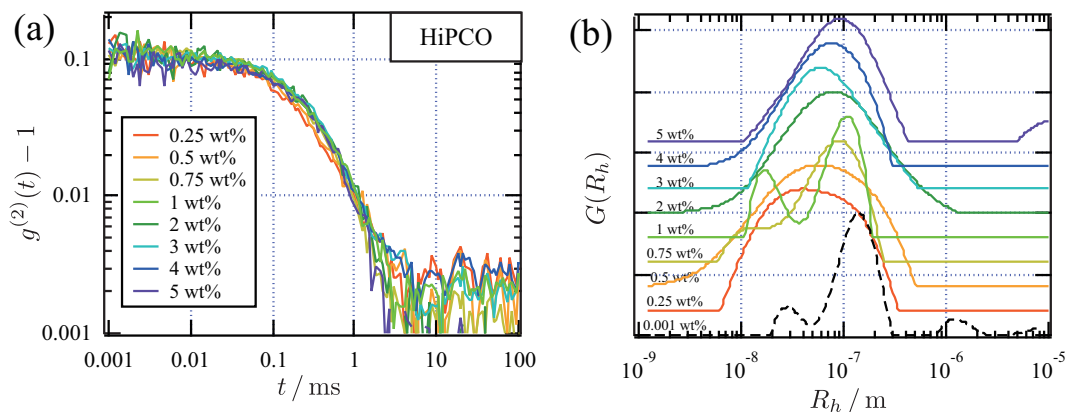 (a)
HiPCO
g^(2)(t) − 1
0.1
0.01
0.001
0.25 wt%
0.5 wt%
0.75 wt%
1 wt%
2 wt%
3 wt%
4 wt%
5 wt%
0.001
0.01
0.1
1
10
100
t / ms
(b)
G(R_h)
5 wt%
4 wt%
3 wt%
2 wt%
1 wt%
0.75 wt%
0.5 wt%
0.25 wt%
0.001 wt%
10^-9
10^-8
10^-7
10^-6
10^-5
R_h / m